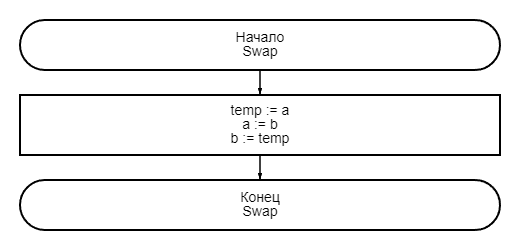 Начало
Swap
temp := a
a := b
b := temp
Конец
Swap